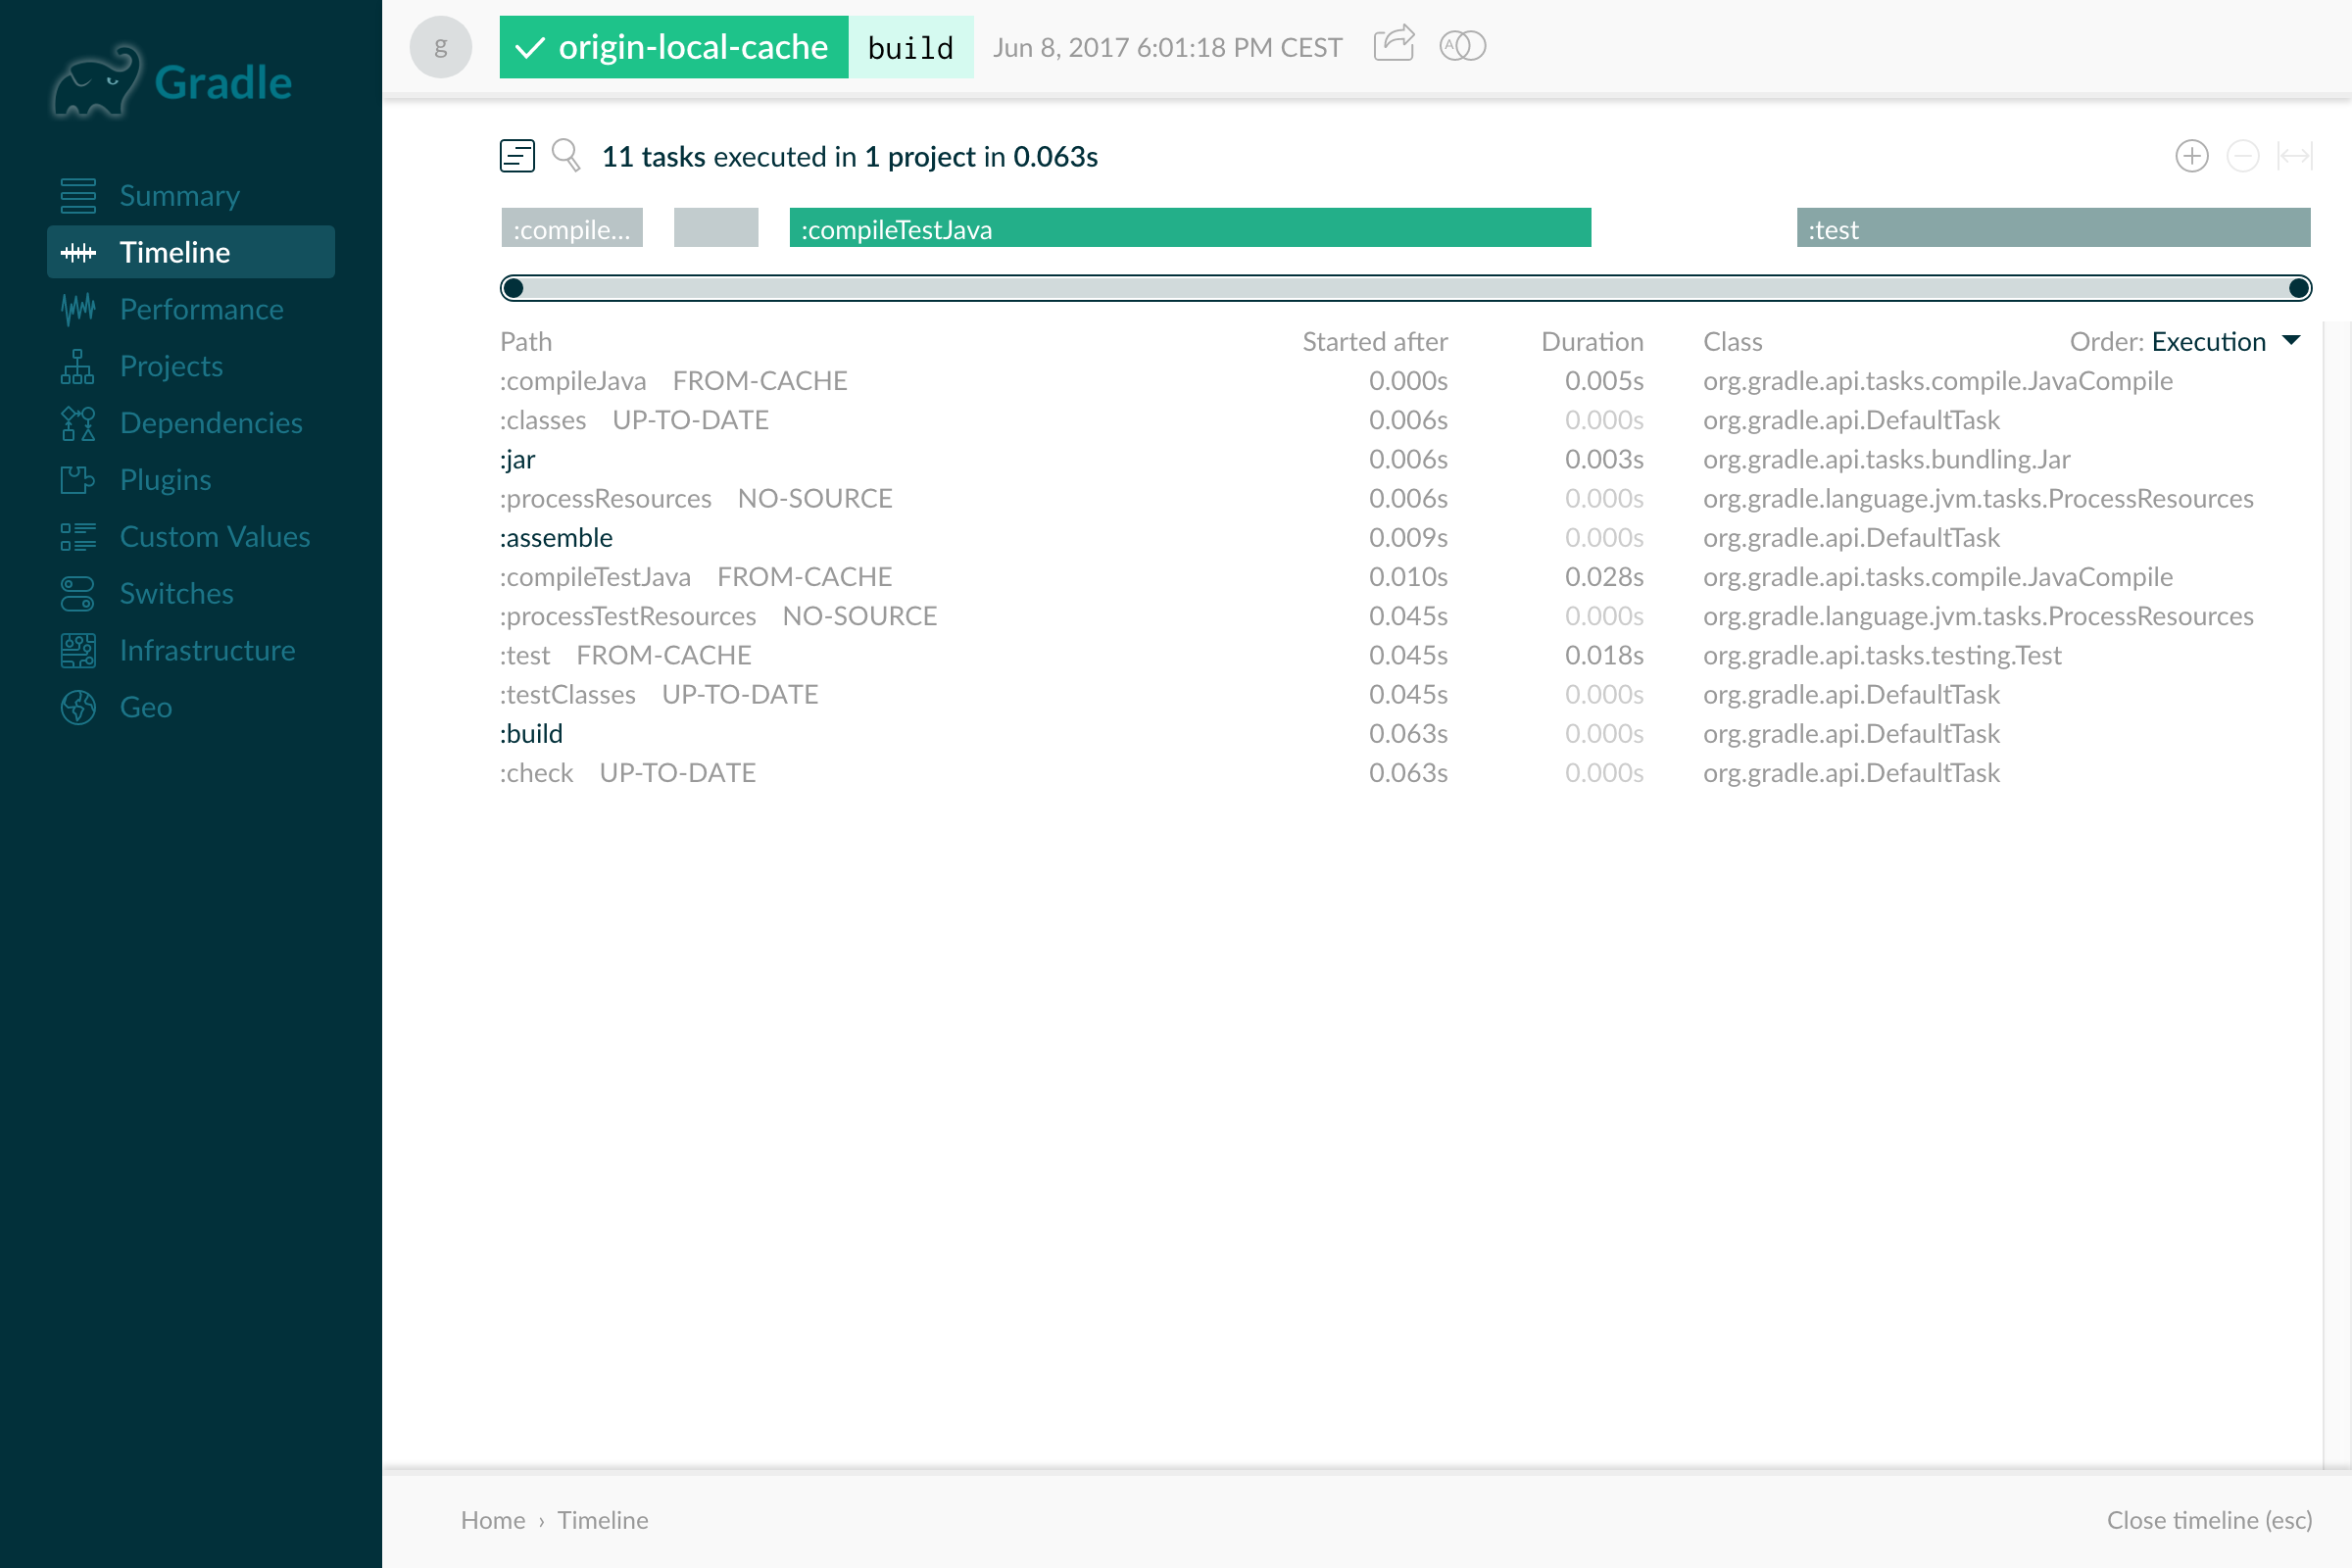 Gradle
Summary
Timeline
Performance
Projects
Dependencies
Plugins
Custom Values
Switches
Infrastructure
Geo
g origin-local-cache build Jun 8, 2017 6:01:18 PM CEST A
11 tasks executed in 1 project in 0.063s
:compile... :compileTestJava :test
Path Started after Duration Class Order: Execution
:compileJava FROM-CACHE 0.000s 0.005s org.gradle.api.tasks.compile.JavaCompile
:classes UP-TO-DATE 0.006s 0.000s org.gradle.api.DefaultTask
:jar 0.006s 0.003s org.gradle.api.tasks.bundling.Jar
:processResources NO-SOURCE 0.006s 0.000s org.gradle.language.jvm.tasks.ProcessResources
:assemble 0.009s 0.000s org.gradle.api.DefaultTask
:compileTestJava FROM-CACHE 0.010s 0.028s org.gradle.api.tasks.compile.JavaCompile
:processTestResources NO-SOURCE 0.045s 0.000s org.gradle.language.jvm.tasks.ProcessResources
:test FROM-CACHE 0.045s 0.018s org.gradle.api.tasks.testing.Test
:testClasses UP-TO-DATE 0.045s 0.000s org.gradle.api.DefaultTask
:build 0.063s 0.000s org.gradle.api.DefaultTask
:check UP-TO-DATE 0.063s 0.000s org.gradle.api.DefaultTask
Home › Timeline Close timeline (esc)